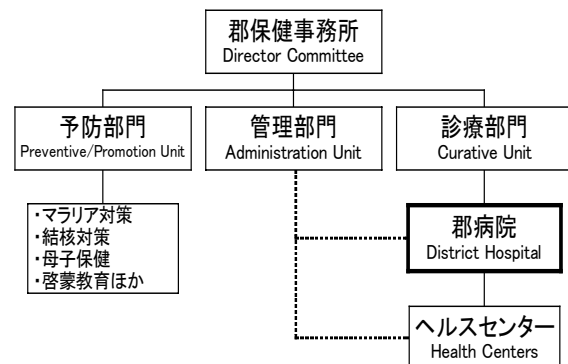 郡保健事務所
Director Committee
予防部門
Preventive/Promotion Unit
管理部門
Administration Unit
診療部門
Curative Unit
・マラリア対策
・結核対策
・母子保健
・啓蒙教育ほか
郡病院
District Hospital
ヘルスセンター
Health Centers